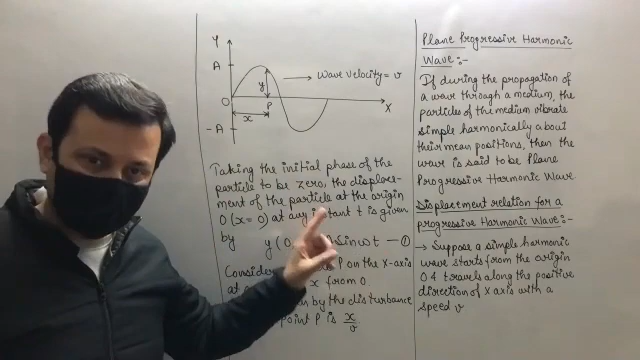 Y
A
y
Wave velocity = v
O
P
X
x
-A
Taking the initial phase of the
particle to be zero, the displace-
ment of the particle at the origin
O (x=0) at any instant t is given
by y (0, Sin ωt — ①
Consider P on the X-axis
at x from O
by the disturbance
point P is x/v
Plane Progressive Harmonic
Wave :-
If during the propagation of
a wave through a medium, the
particles of the medium vibrate
simple harmonically about
their mean positions, then the
wave is said to be Plane
Progressive Harmonic Wave.
Displacement relation for a
progressive Harmonic Wave:-
→ Suppose a simple harmonic
wave starts from the origin
O & travels along the positive
direction of X axis with a
speed v